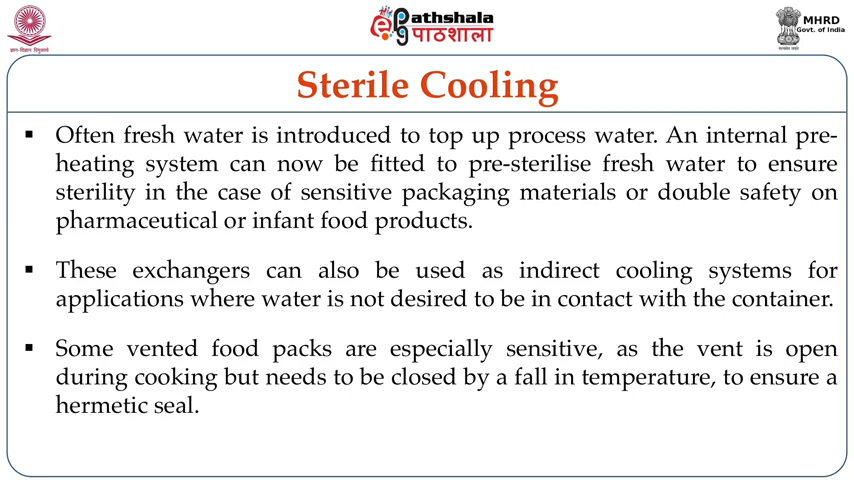 ePathshala
पाठशाला
MHRD
Govt. of India
Sterile Cooling
▪ Often fresh water is introduced to top up process water. An internal pre-
heating system can now be fitted to pre-sterilise fresh water to ensure
sterility in the case of sensitive packaging materials or double safety on
pharmaceutical or infant food products.
▪ These exchangers can also be used as indirect cooling systems for
applications where water is not desired to be in contact with the container.
▪ Some vented food packs are especially sensitive, as the vent is open
during cooking but needs to be closed by a fall in temperature, to ensure a
hermetic seal.